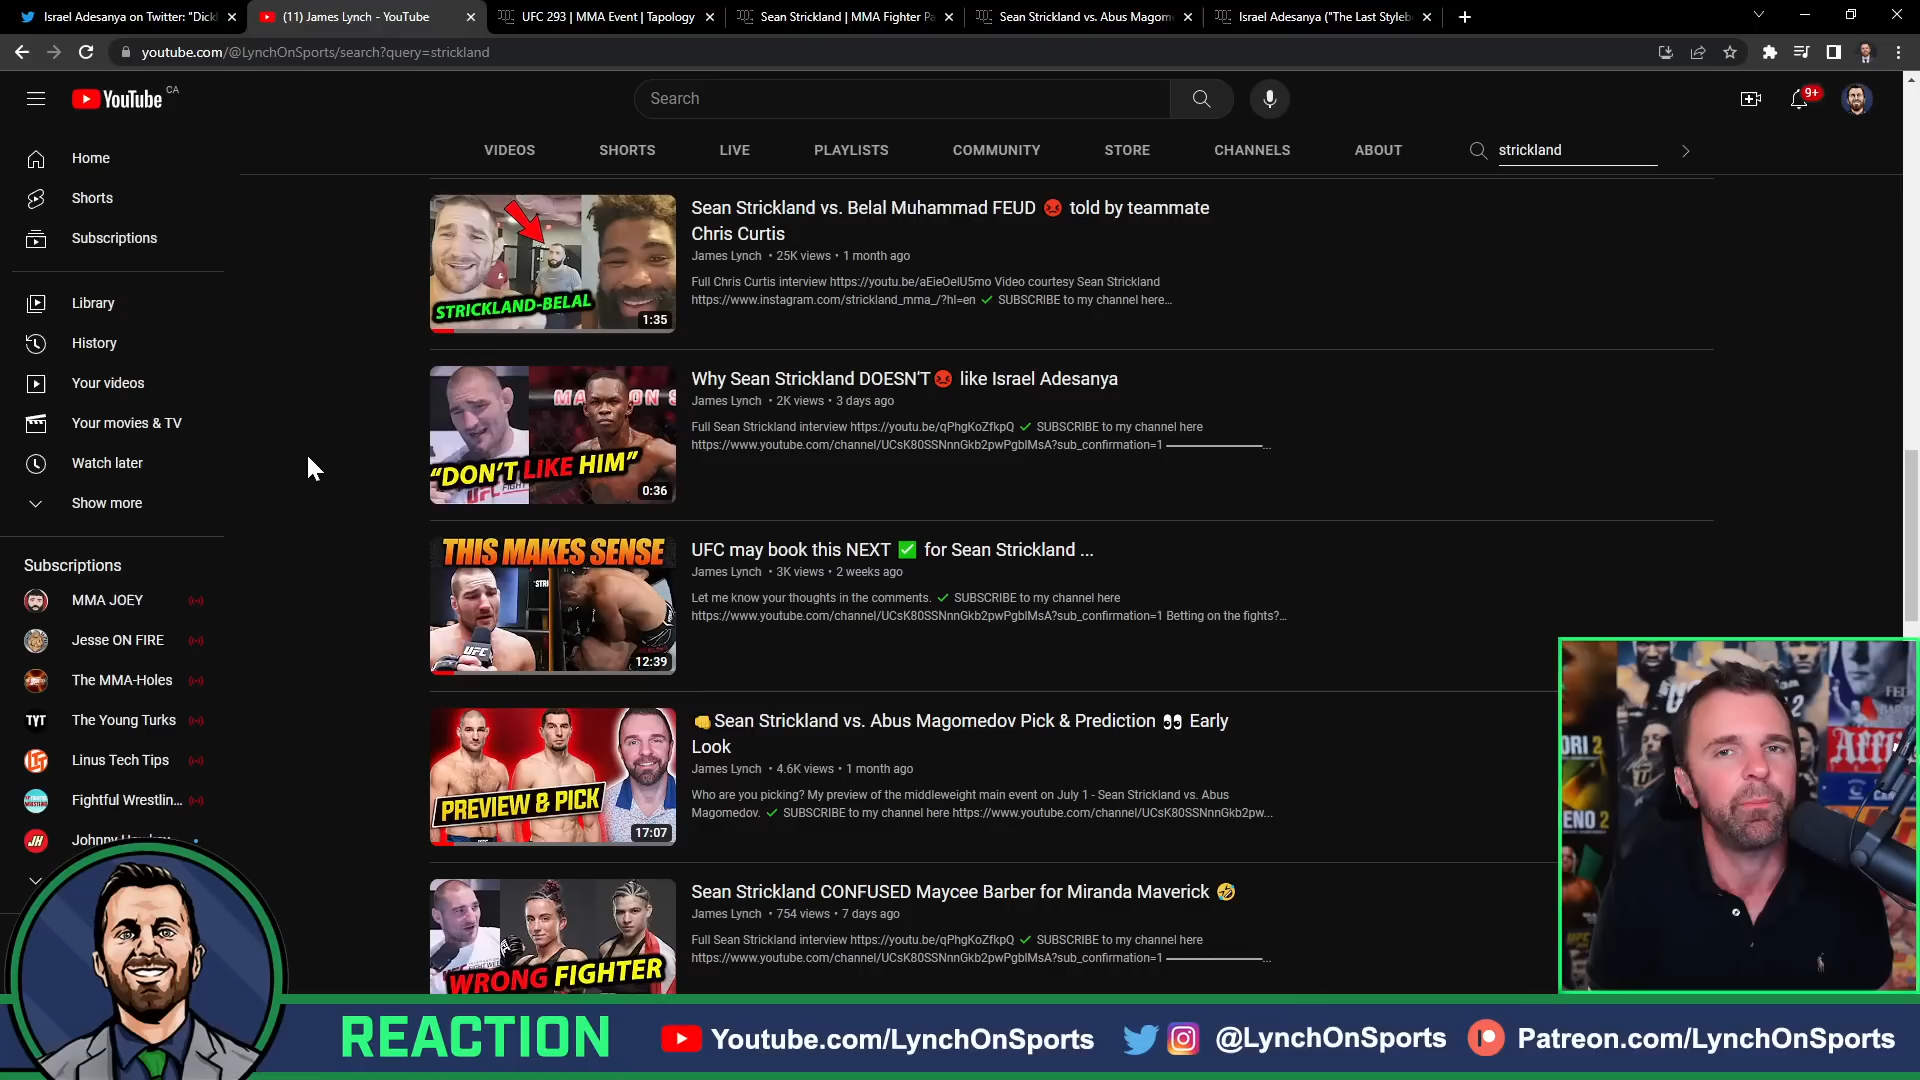 Israel Adesanya on Twitter: "Dick
(11) James Lynch - YouTube
UFC 293 | MMA Event | Tapology
Sean Strickland | MMA Fighter Pa
Sean Strickland vs. Abus Magom
Israel Adesanya ("The Last Styleb
youtube.com/@LynchOnSports/search?query=strickland
YouTube CA
Search
9+
VIDEOS SHORTS LIVE PLAYLISTS COMMUNITY STORE CHANNELS ABOUT strickland
Home
Shorts
Subscriptions
Library
History
Your videos
Your movies & TV
Watch later
Show more
Subscriptions
MMA JOEY
Jesse ON FIRE
The MMA-Holes
TYT The Young Turks
Linus Tech Tips
Fightful Wrestlin...
JH
STRICKLAND-BELAL
1:35
Sean Strickland vs. Belal Muhammad FEUD 😡 told by teammate
Chris Curtis
James Lynch • 25K views • 1 month ago
Full Chris Curtis interview https://youtu.be/aEieOelU5mo Video courtesy Sean Strickland
https://www.instagram.com/strickland_mma_/?hl=en ✓ SUBSCRIBE to my channel here...
"DON'T LIKE HIM"
0:36
Why Sean Strickland DOESN'T😡 like Israel Adesanya
James Lynch • 2K views • 3 days ago
Full Sean Strickland interview https://youtu.be/qPhgKoZfkpQ ✓ SUBSCRIBE to my channel here
https://www.youtube.com/channel/UCsK80SSNnnGkb2pwPgblMsA?sub_confirmation=1 ——————...
THIS MAKES SENSE
UFC
12:39
UFC may book this NEXT ✅ for Sean Strickland ...
James Lynch • 3K views • 2 weeks ago
Let me know your thoughts in the comments. ✓ SUBSCRIBE to my channel here
https://www.youtube.com/channel/UCsK80SSNnnGkb2pwPgblMsA?sub_confirmation=1 Betting on the fights?...
PREVIEW & PICK
17:07
👊Sean Strickland vs. Abus Magomedov Pick & Prediction 👀 Early
Look
James Lynch • 4.6K views • 1 month ago
Who are you picking? My preview of the middleweight main event on July 1 - Sean Strickland vs. Abus
Magomedov. ✓ SUBSCRIBE to my channel here https://www.youtube.com/channel/UCsK80SSNnnGkb2pw...
WRONG FIGHTER
Sean Strickland CONFUSED Maycee Barber for Miranda Maverick 🤣
James Lynch • 754 views • 7 days ago
Full Sean Strickland interview https://youtu.be/qPhgKoZfkpQ ✓ SUBSCRIBE to my channel here
https://www.youtube.com/channel/UCsK80SSNnnGkb2pwPgblMsA?sub_confirmation=1 ——————...
REACTION
Youtube.com/LynchOnSports
@LynchOnSports
Patreon.com/LynchOnSports